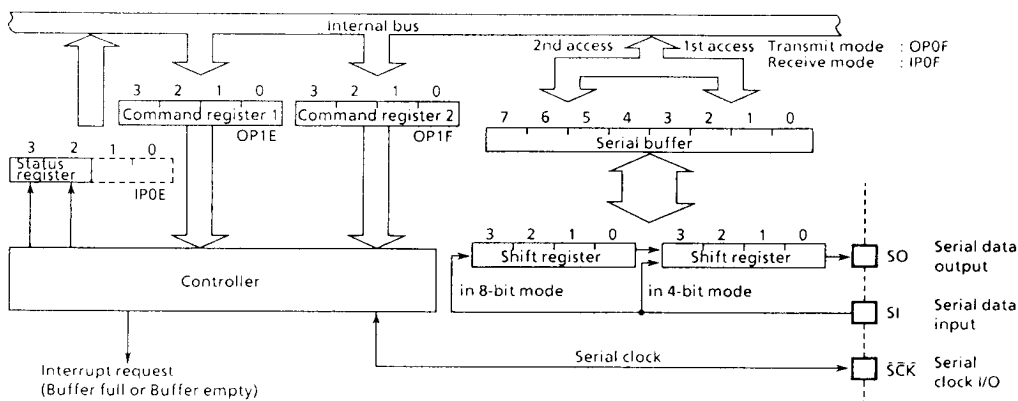 Internal bus
2nd access 1st access Transmit mode : OP0F
Receive mode : IP0F
3 2 1 0
Command register 1
OP1E
3 2 1 0
Command register 2
OP1F
7 6 5 4 3 2 1 0
Serial buffer
3 2 1 0
Status register
IP0E
3 2 1 0
Shift register
3 2 1 0
Shift register
SO Serial data output
in 8-bit mode
in 4-bit mode
Controller
SI Serial data input
Serial clock
SCK Serial clock I/O
Interrupt request
(Buffer full or Buffer empty)